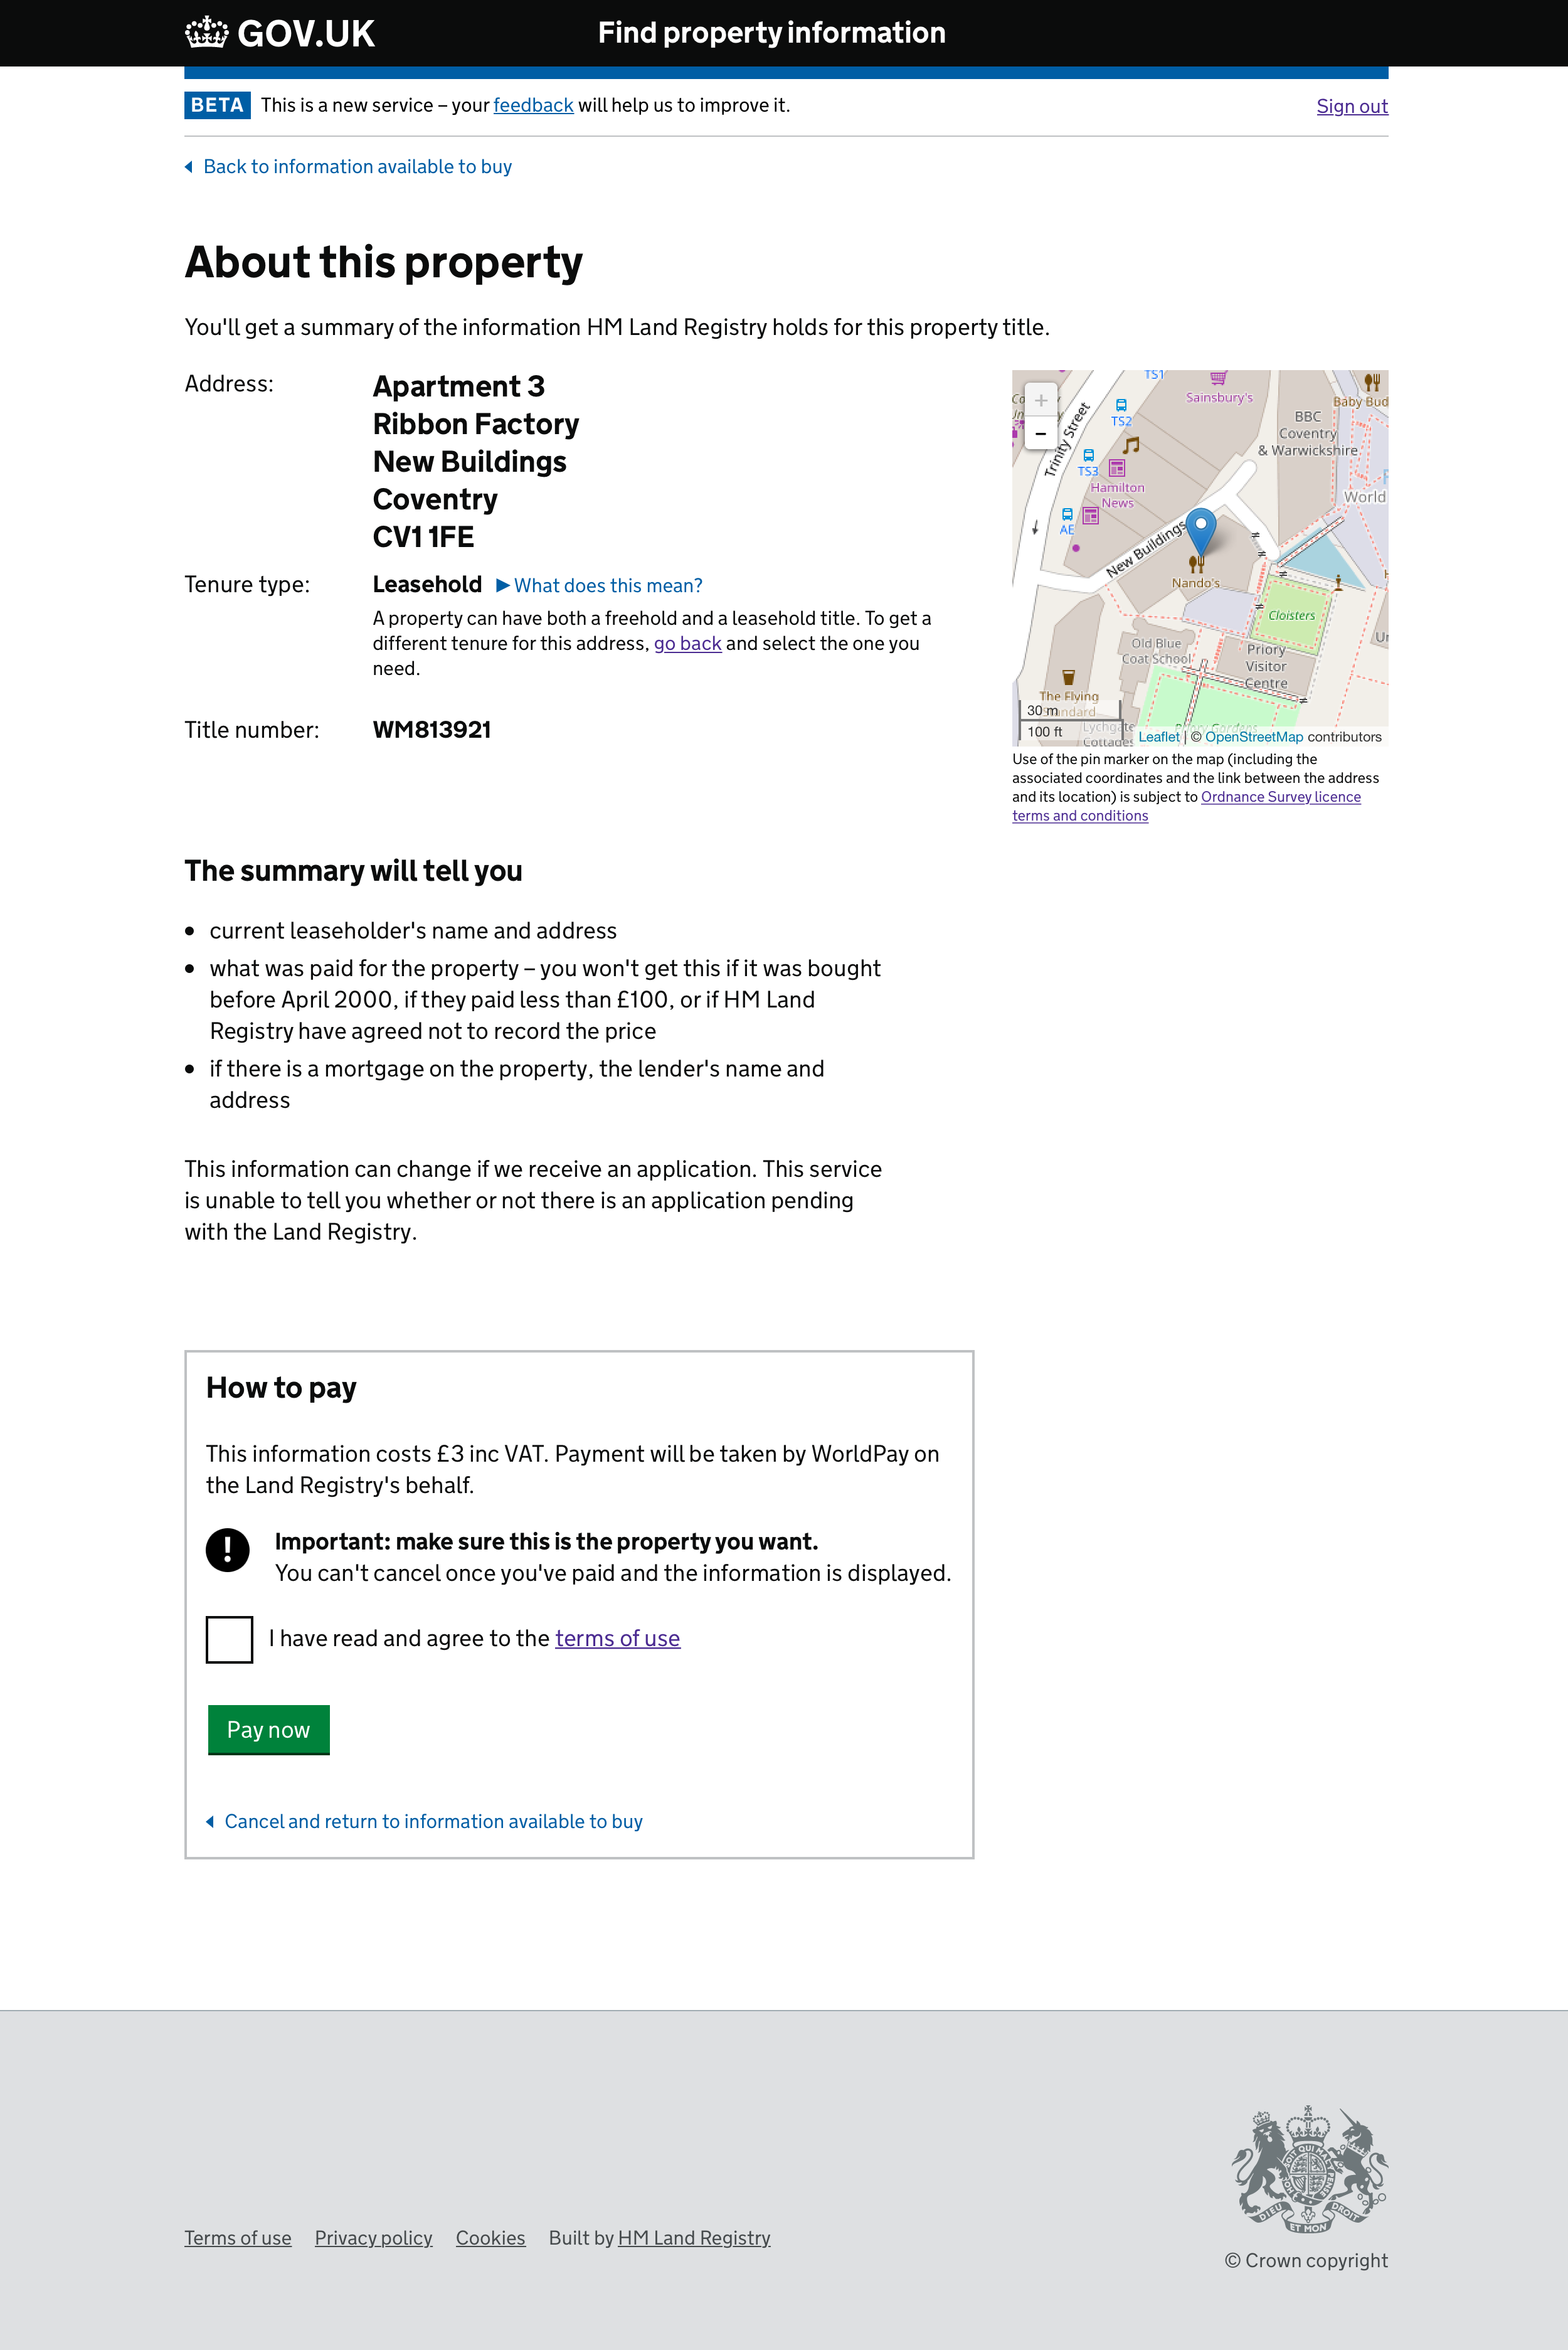 GOV.UK
Find property information
BETA This is a new service – your feedback will help us to improve it.
Sign out
Back to information available to buy
About this property
You'll get a summary of the information HM Land Registry holds for this property title.
Address:
Apartment 3
Ribbon Factory
New Buildings
Coventry
CV1 1FE
Tenure type:
Leasehold
What does this mean?
A property can have both a freehold and a leasehold title. To get a
different tenure for this address, go back and select the one you
need.
Title number:
WM813921
TS1
Sainsbury's
Baby Bud
TS2
BBC
Coventry
& Warwickshire
Trinity Street
TS3
Hamilton
News
World
AE
New Buildings
Nando's
Cloisters
Old Blue
Coat School
Priory
Visitor
Centre
The Flying
Standard
30 m
100 ft
Lychgate
Cottages
+
-
Leaflet | © OpenStreetMap contributors
Use of the pin marker on the map (including the
associated coordinates and the link between the address
and its location) is subject to Ordnance Survey licence
terms and conditions
The summary will tell you
current leaseholder's name and address
what was paid for the property – you won't get this if it was bought
before April 2000, if they paid less than £100, or if HM Land
Registry have agreed not to record the price
if there is a mortgage on the property, the lender's name and
address
This information can change if we receive an application. This service
is unable to tell you whether or not there is an application pending
with the Land Registry.
How to pay
This information costs £3 inc VAT. Payment will be taken by WorldPay on
the Land Registry's behalf.
! Important: make sure this is the property you want.
You can't cancel once you've paid and the information is displayed.
I have read and agree to the terms of use
Pay now
Cancel and return to information available to buy
Terms of use Privacy policy Cookies Built by HM Land Registry
DIEU ET MON DROIT
© Crown copyright